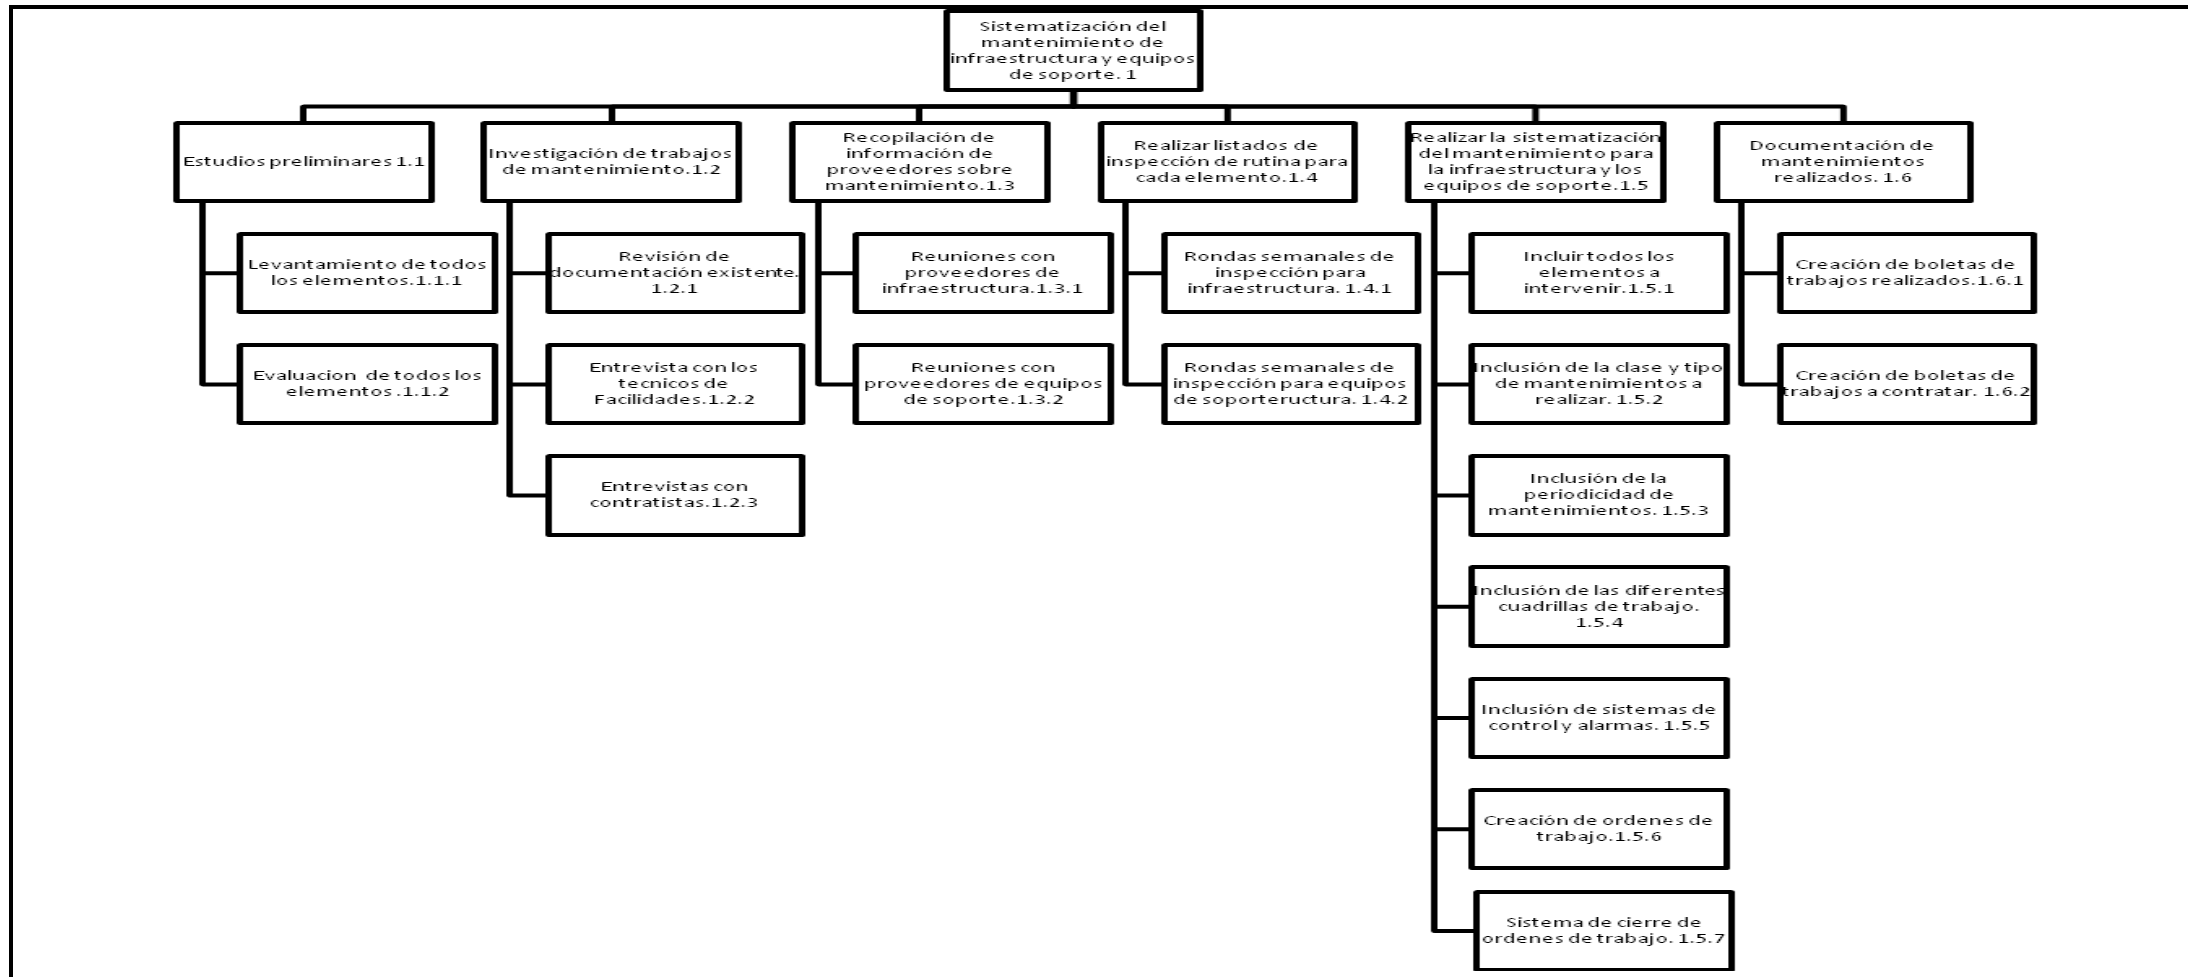 Sistematización del
mantenimiento de
infraestructura y equipos
de soporte. 1
Estudios preliminares 1.1
Investigación de trabajos
de mantenimiento.1.2
Recopilación de
información de
proveedores sobre
mantenimiento.1.3
Realizar listados de
inspección de rutina para
cada elemento.1.4
Realizar la sistematización
del mantenimiento para
la infraestructura y los
equipos de soporte.1.5
Documentación de
mantenimientos
realizados. 1.6
Levantamiento de todos
los elementos.1.1.1
Evaluacion de todos los
elementos .1.1.2
Revisión de
documentación existente.
1.2.1
Entrevista con los
tecnicos de
Facilidades.1.2.2
Entrevistas con
contratistas.1.2.3
Reuniones con
proveedores de
infraestructura.1.3.1
Reuniones con
proveedores de equipos
de soporte.1.3.2
Rondas semanales de
inspección para
infraestructura. 1.4.1
Rondas semanales de
inspección para equipos
de soporteructura. 1.4.2
Incluir todos los
elementos a
intervenir.1.5.1
Inclusión de la clase y tipo
de mantenimientos a
realizar. 1.5.2
Inclusión de la
periodicidad de
mantenimientos. 1.5.3
Inclusión de las diferentes
cuadrillas de trabajo.
1.5.4
Inclusión de sistemas de
control y alarmas. 1.5.5
Creación de ordenes de
trabajo.1.5.6
Sistema de cierre de
ordenes de trabajo. 1.5.7
Creación de boletas de
trabajos realizados.1.6.1
Creación de boletas de
trabajos a contratar. 1.6.2